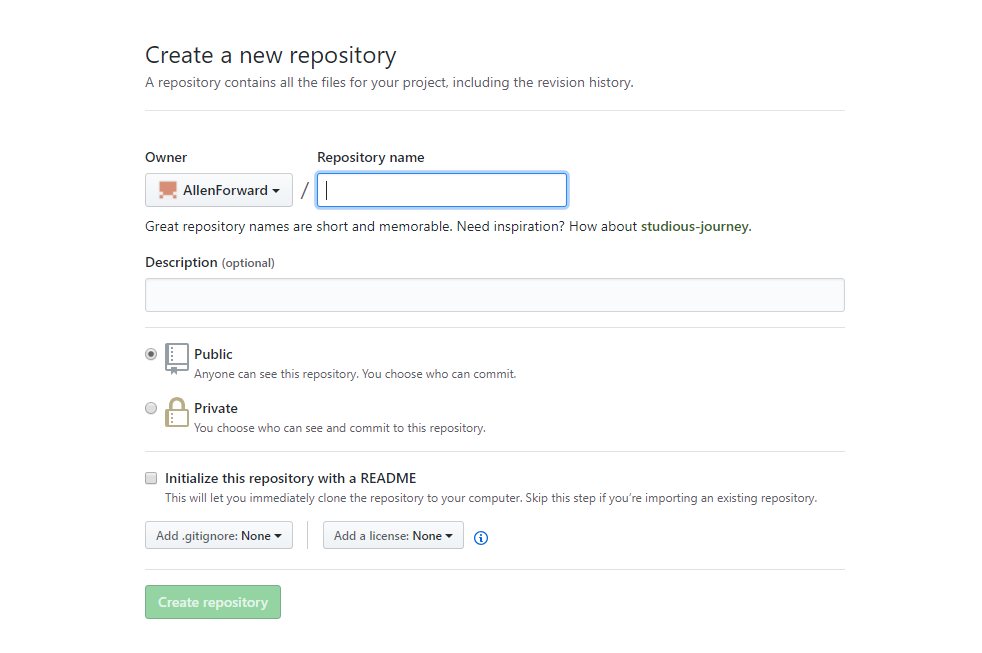 Create a new repository
A repository contains all the files for your project, including the revision history.
Owner
Repository name
AllenForward
/
Great repository names are short and memorable. Need inspiration? How about studious-journey.
Description (optional)
Public
Anyone can see this repository. You choose who can commit.
Private
You choose who can see and commit to this repository.
Initialize this repository with a README
This will let you immediately clone the repository to your computer. Skip this step if you’re importing an existing repository.
Add .gitignore: None
Add a license: None
Create repository